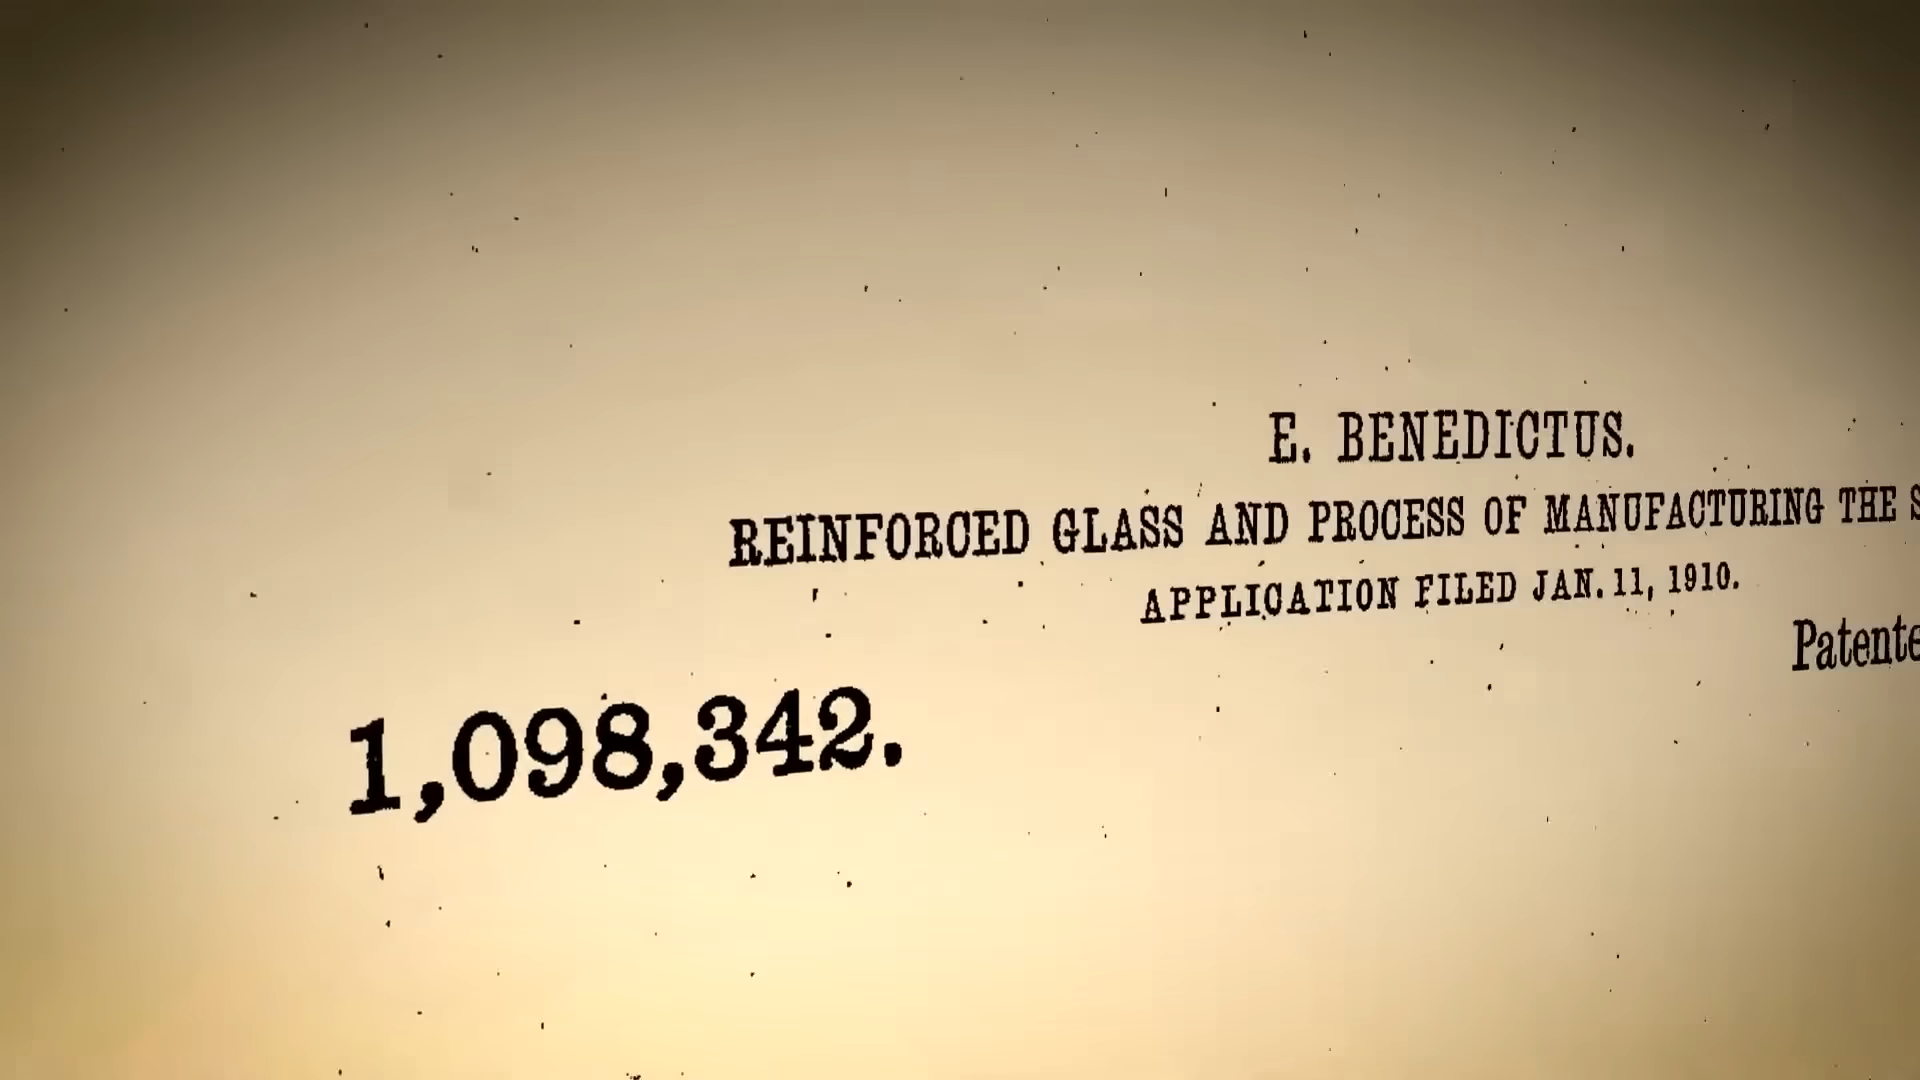 E. BENEDICTUS.
REINFORCED GLASS AND PROCESS OF MANUFACTURING THE S
APPLICATION FILED JAN. 11, 1910.
Patente
1,098,342.